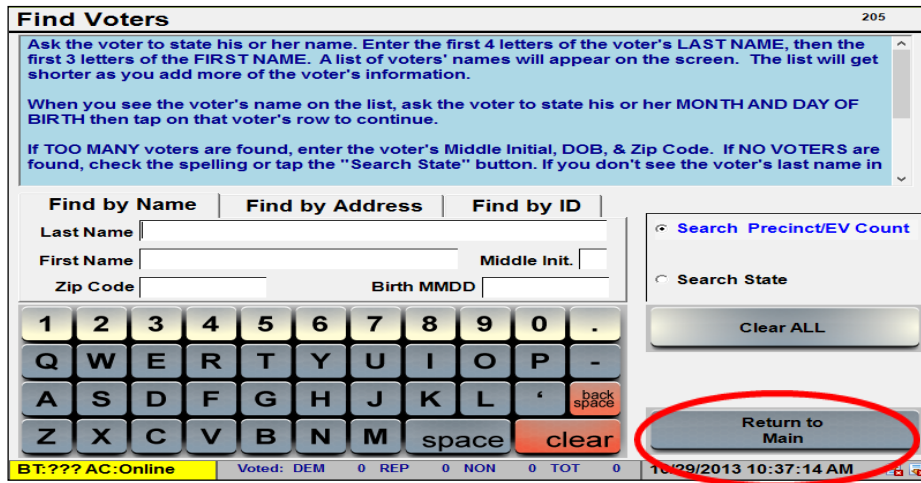 Find Voters
205
Ask the voter to state his or her name. Enter the first 4 letters of the voter's LAST NAME, then the
first 3 letters of the FIRST NAME. A list of voters' names will appear on the screen. The list will get
shorter as you add more of the voter's information.
When you see the voter's name on the list, ask the voter to state his or her MONTH AND DAY OF
BIRTH then tap on that voter's row to continue.
If TOO MANY voters are found, enter the voter's Middle Initial, DOB, & Zip Code. If NO VOTERS are
found, check the spelling or tap the "Search State" button. If you don't see the voter's last name in
Find by Name Find by Address Find by ID
Last Name
First Name Middle Init.
Zip Code Birth MMDD
Search Precinct/EV Count
Search State
1 2 3 4 5 6 7 8 9 0 .
Q W E R T Y U I O P -
A S D F G H J K L ‘ back space
Z X C V B N M space clear
Clear ALL
Return to
Main
BT:??? AC:Online Voted: DEM 0 REP 0 NON 0 TOT 0 10/29/2013 10:37:14 AM